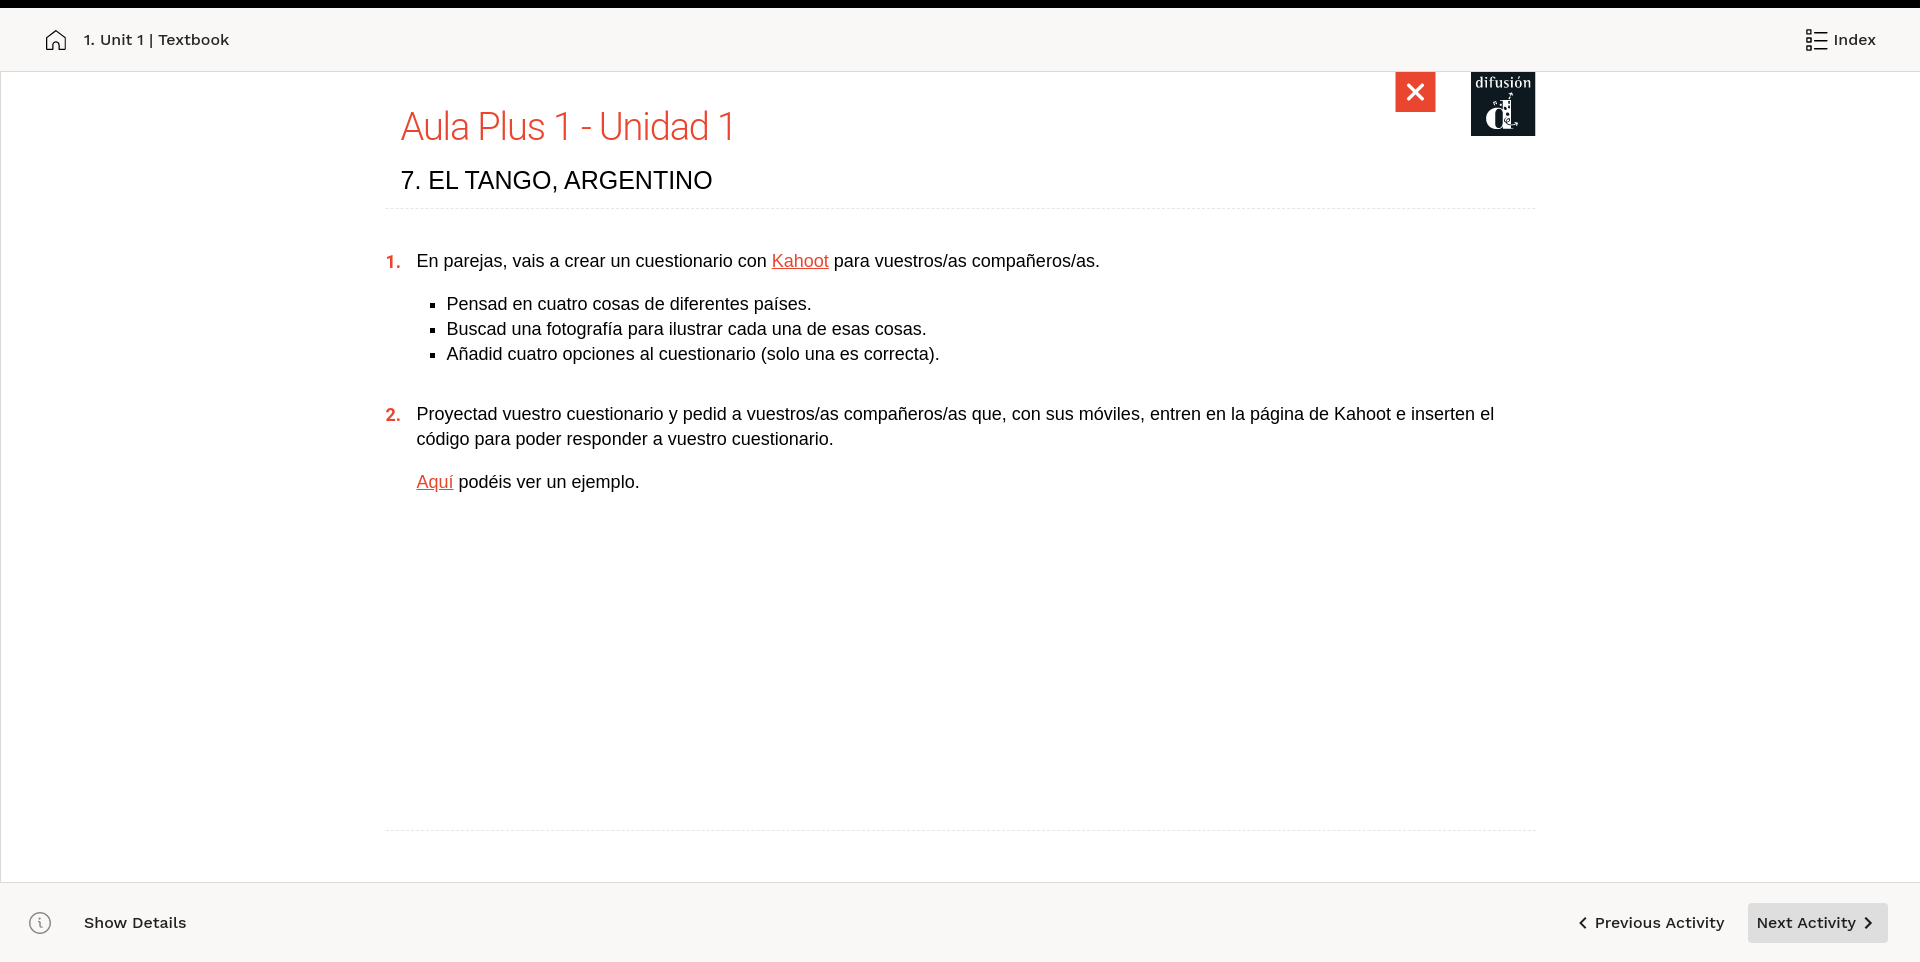 1. Unit 1 | Textbook
Index
difusión
Aula Plus 1 - Unidad 1
7. EL TANGO, ARGENTINO
1. En parejas, vais a crear un cuestionario con Kahoot para vuestros/as compañeros/as.
▪ Pensad en cuatro cosas de diferentes países.
▪ Buscad una fotografía para ilustrar cada una de esas cosas.
▪ Añadid cuatro opciones al cuestionario (solo una es correcta).
2. Proyectad vuestro cuestionario y pedid a vuestros/as compañeros/as que, con sus móviles, entren en la página de Kahoot e inserten el
código para poder responder a vuestro cuestionario.
Aquí podéis ver un ejemplo.
Show Details
Previous Activity
Next Activity